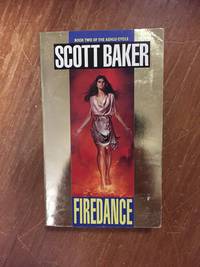 BOOK TWO OF THE ASHLU CYCLE
SCOTT BAKER
FIREDANCE